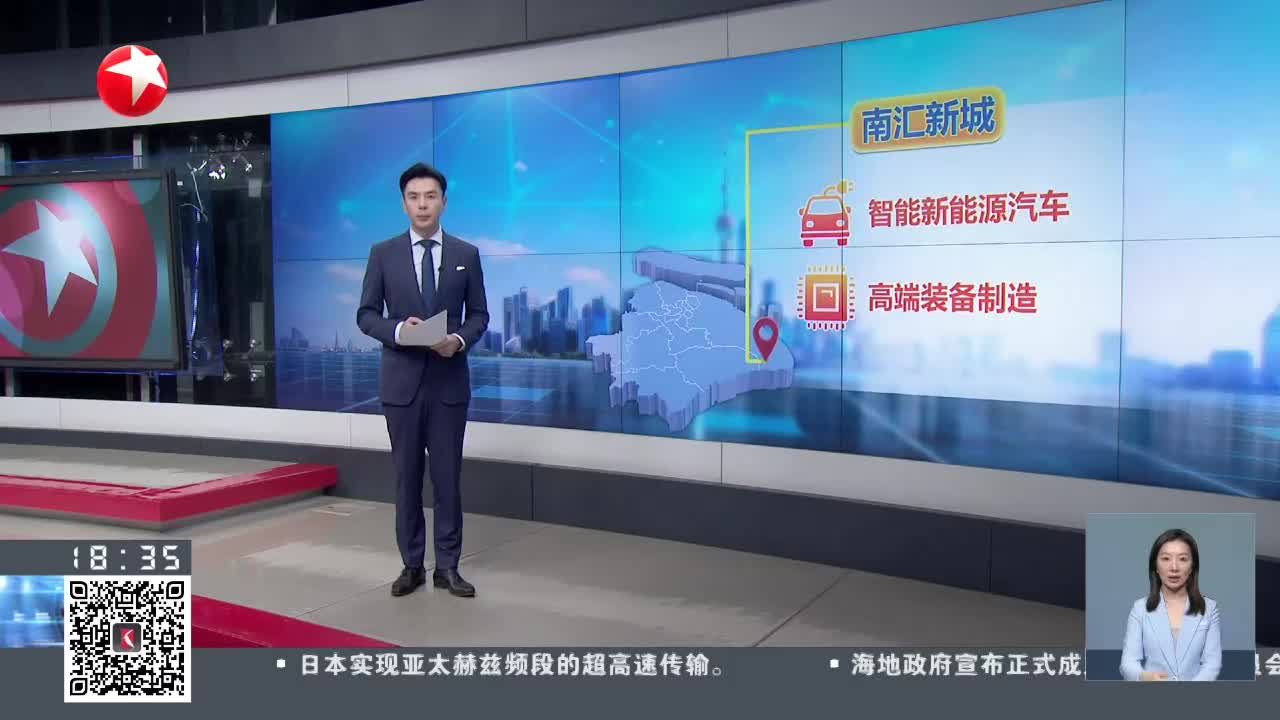 南汇新城
智能新能源汽车
高端装备制造
18:35
▪ 日本实现亚太赫兹频段的超高速传输。 ▪ 海地政府宣布正式成